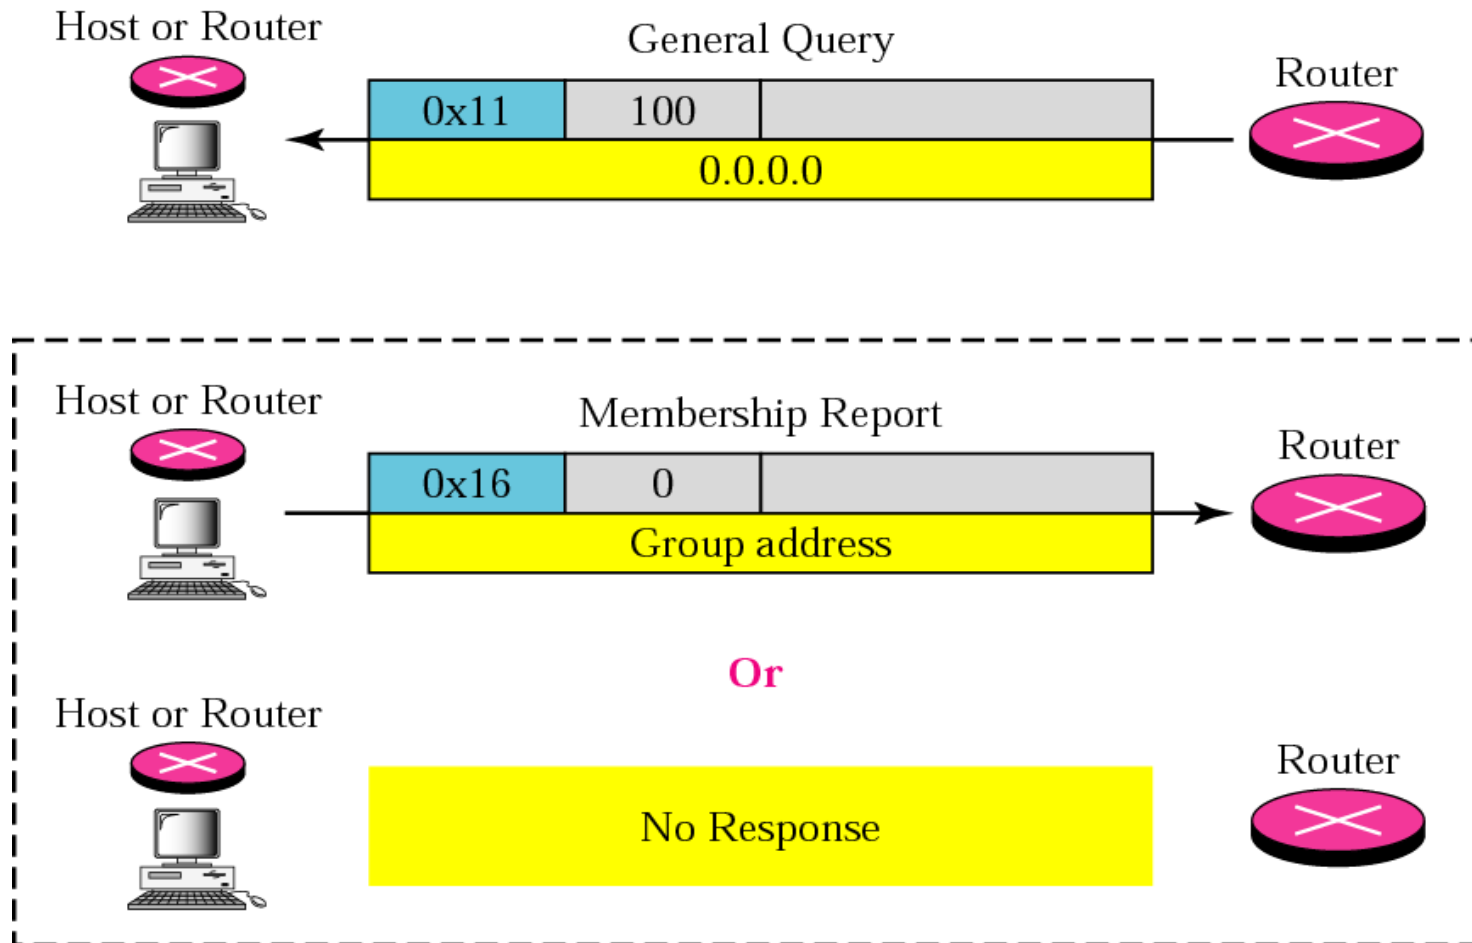 Host or Router
General Query
Router
0x11 100
0.0.0.0
Host or Router
Membership Report
Router
0x16 0
Group address
Or
Host or Router
Router
No Response